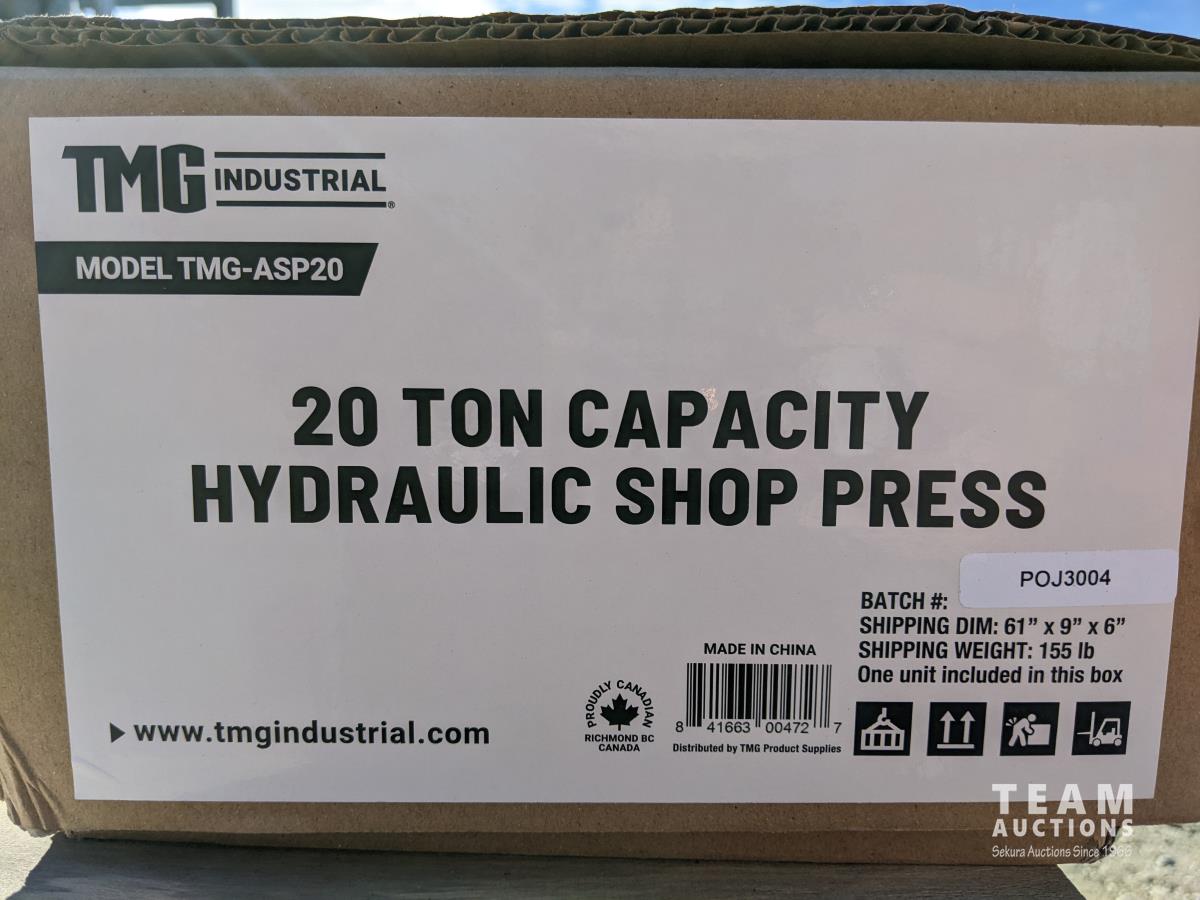 TMG INDUSTRIAL®
MODEL TMG-ASP20
20 TON CAPACITY
HYDRAULIC SHOP PRESS
POJ3004
BATCH #:
SHIPPING DIM: 61” x 9” x 6”
SHIPPING WEIGHT: 155 lb
One unit included in this box
MADE IN CHINA
8 41663 00472 7
Distributed by TMG Product Supplies
PROUDLY CANADIAN
RICHMOND BC
CANADA
www.tmgindustrial.com
TEAM
AUCTIONS
Sekura Auctions Since 1966